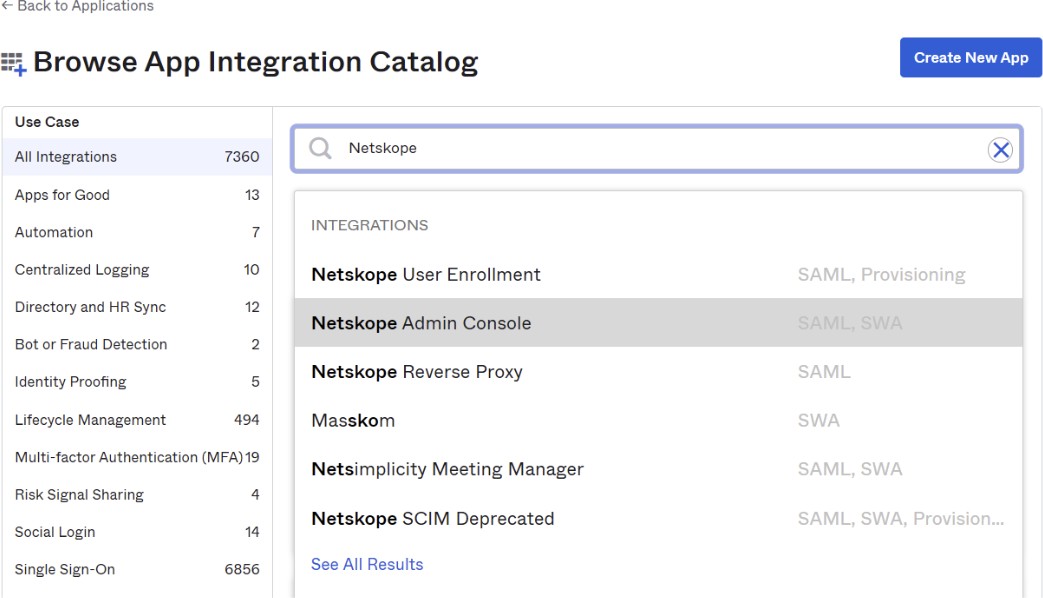 ← Back to Applications
Browse App Integration Catalog
Create New App
Use Case
All Integrations 7360
Apps for Good 13
Automation 7
Centralized Logging 10
Directory and HR Sync 12
Bot or Fraud Detection 2
Identity Proofing 5
Lifecycle Management 494
Multi-factor Authentication (MFA) 19
Risk Signal Sharing 4
Social Login 14
Single Sign-On 6856
Netskope
INTEGRATIONS
Netskope User Enrollment SAML, Provisioning
Netskope Admin Console SAML, SWA
Netskope Reverse Proxy SAML
Masskom SWA
Netsimplicity Meeting Manager SAML, SWA
Netskope SCIM Deprecated SAML, SWA, Provision...
See All Results